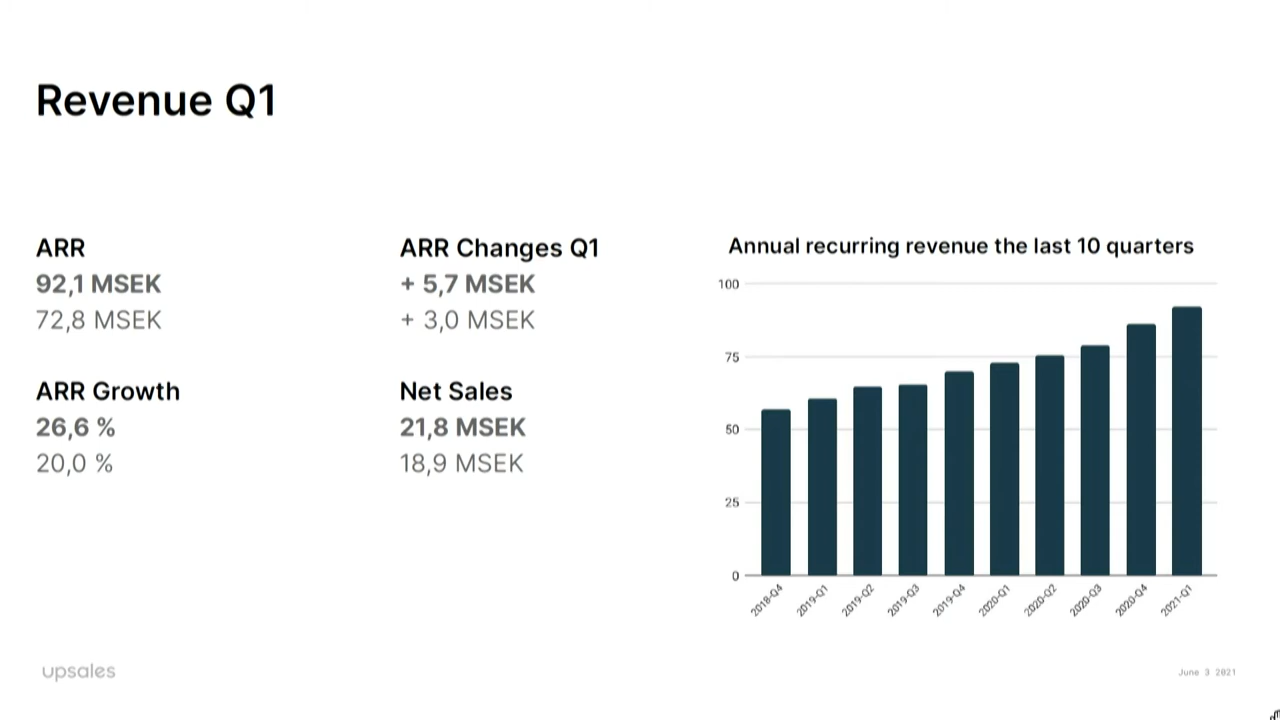 Revenue Q1
ARR
92,1 MSEK
72,8 MSEK
ARR Growth
26,6 %
20,0 %
ARR Changes Q1
+ 5,7 MSEK
+ 3,0 MSEK
Net Sales
21,8 MSEK
18,9 MSEK
Annual recurring revenue the last 10 quarters
100
75
50
25
0
2018-Q4
2019-Q1
2019-Q2
2019-Q3
2019-Q4
2020-Q1
2020-Q2
2020-Q3
2020-Q4
2021-Q1
upsales
June 3 2021